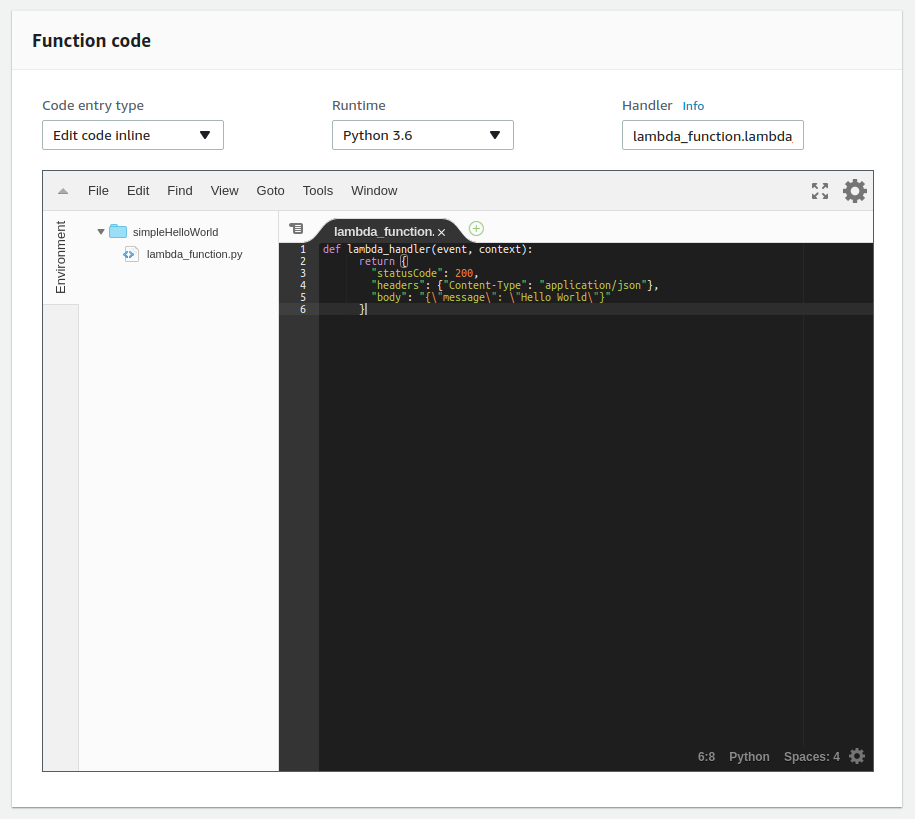 Function code
Code entry type Runtime Handler Info
Edit code inline Python 3.6 lambda_function.lambda
File Edit Find View Goto Tools Window
Environment
simpleHelloWorld
lambda_function.py
lambda_function.
1 def lambda_handler(event, context):
2 return {
3 "statusCode": 200,
4 "headers": {"Content-Type": "application/json"},
5 "body": "{\"message\": \"Hello World\"}"
6 }
6:8 Python Spaces: 4